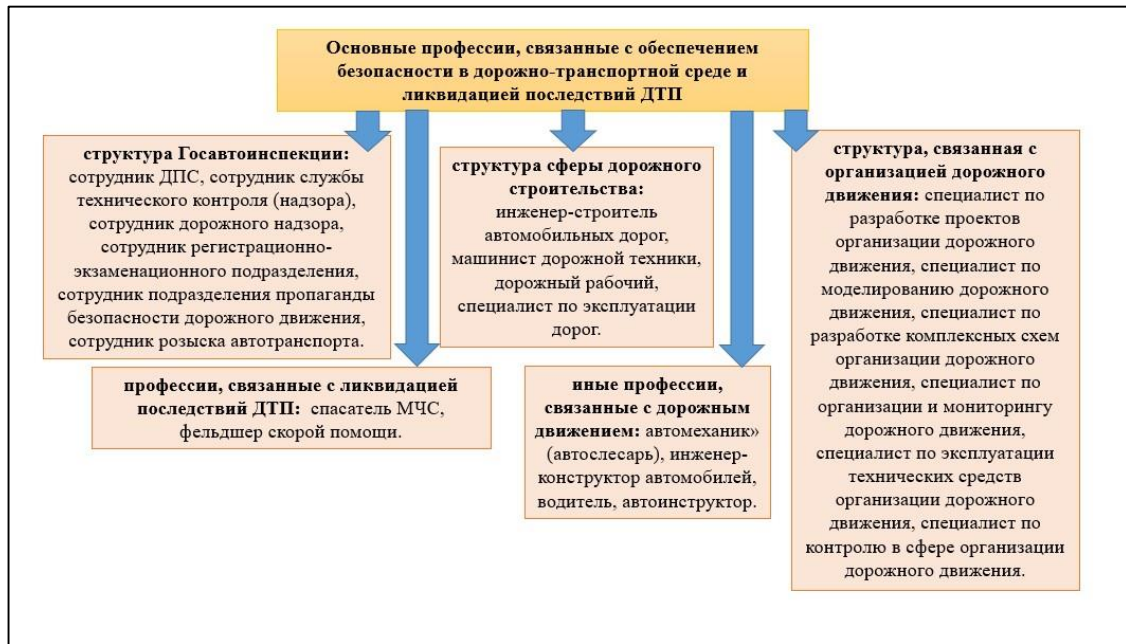 Основные профессии, связанные с обеспечением
безопасности в дорожно-транспортной среде и
ликвидацией последствий ДТП
структура Госавтоинспекции:
сотрудник ДПС, сотрудник службы
технического контроля (надзора),
сотрудник дорожного надзора,
сотрудник регистрационно-
экзаменационного подразделения,
сотрудник подразделения пропаганды
безопасности дорожного движения,
сотрудник розыска автотранспорта.
профессии, связанные с ликвидацией
последствий ДТП: спасатель МЧС,
фельдшер скорой помощи.
структура сферы дорожного
строительства:
инженер-строитель
автомобильных дорог,
машинист дорожной техники,
дорожный рабочий,
специалист по эксплуатации
дорог.
иные профессии,
связанные с дорожным
движением: автомеханик»
(автослесарь), инженер-
конструктор автомобилей,
водитель, автоинструктор.
структура, связанная с
организацией дорожного
движения: специалист по
разработке проектов
организации дорожного
движения, специалист по
моделированию дорожного
движения, специалист по
разработке комплексных схем
организации дорожного
движения, специалист по
организации и мониторингу
дорожного движения,
специалист по эксплуатации
технических средств
организации дорожного
движения, специалист по
контролю в сфере организации
дорожного движения.